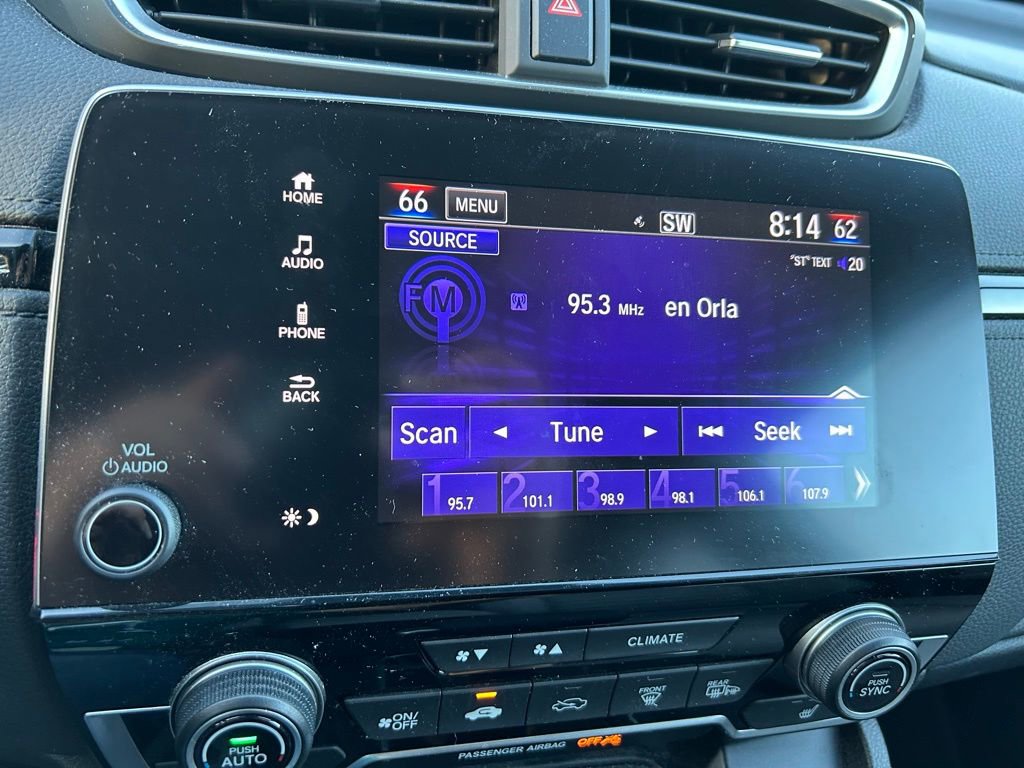 HOME
AUDIO
PHONE
BACK
VOL
AUDIO
66 MENU SW 8:14 62
SOURCE
"ST" TEXT 20
FM 95.3 MHz en Orla
Scan Tune Seek
1 95.7 2 101.1 3 98.9 4 98.1 5 106.1 6 107.9
CLIMATE
ON/OFF
FRONT
REAR
PUSH
AUTO
PUSH
SYNC
PASSENGER AIRBAG OFF